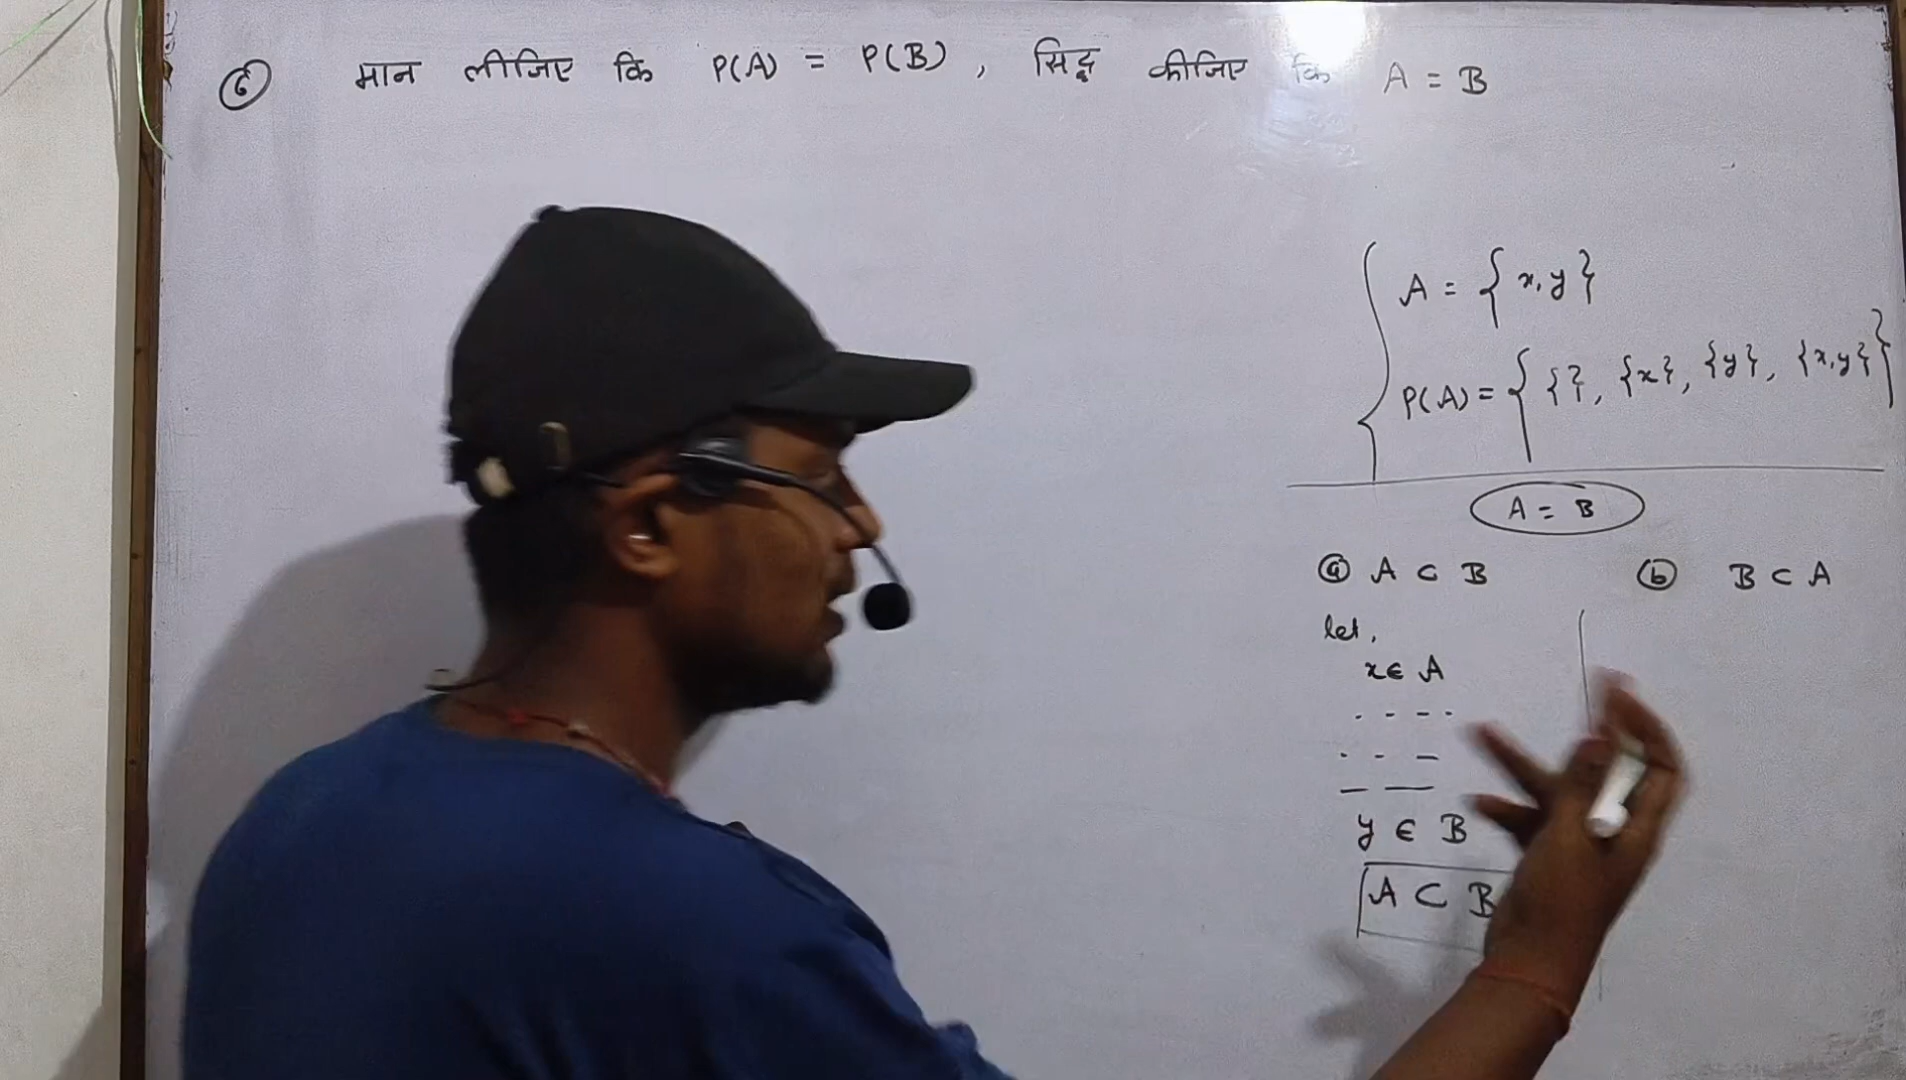 ⑥ मान लीजिए कि P(A) = P(B), सिद्ध कीजिए कि A = B
A = { x, y }
P(A) = { { }, {x}, {y}, {x,y} }
A = B
ⓐ A ⊂ B
ⓑ B ⊂ A
let,
x ∈ A
. - - .
. - —
— —
y ∈ B
A ⊂ B